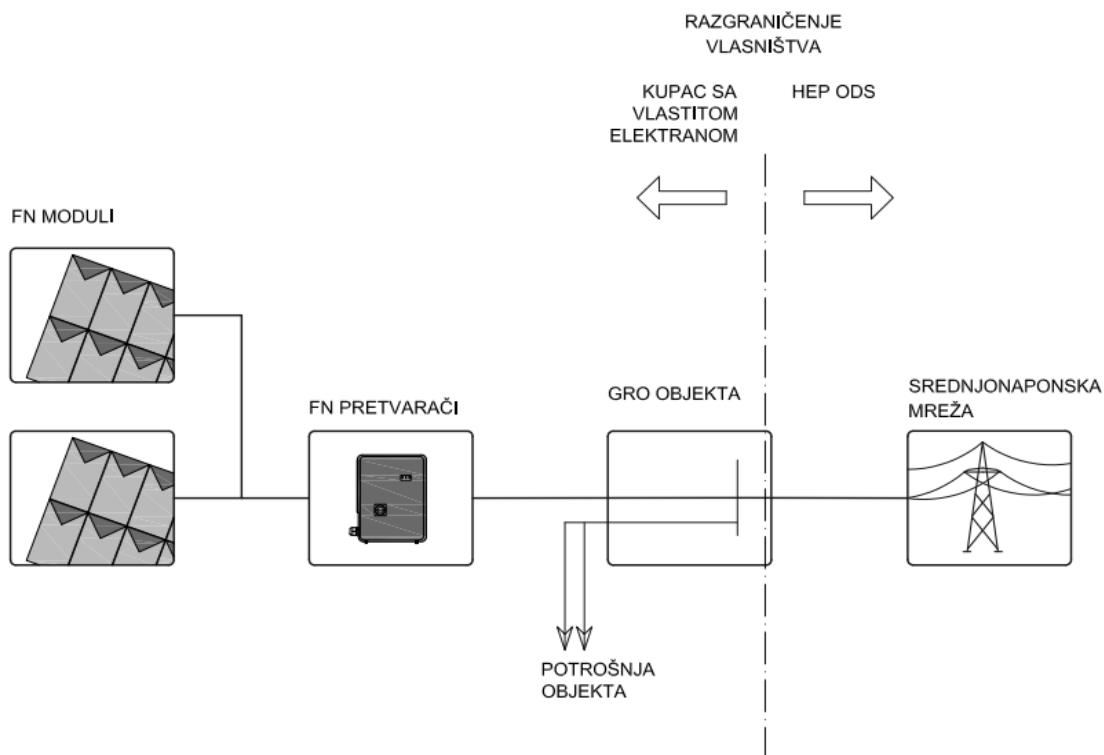 RAZGRANIČENJE
VLASNIŠTVA
KUPAC SA
VLASTITOM
ELEKTRANOM
HEP ODS
FN MODULI
FN PRETVARAČI
GRO OBJEKTA
SREDNJONAPONSKA
MREŽA
POTROŠNJA
OBJEKTA